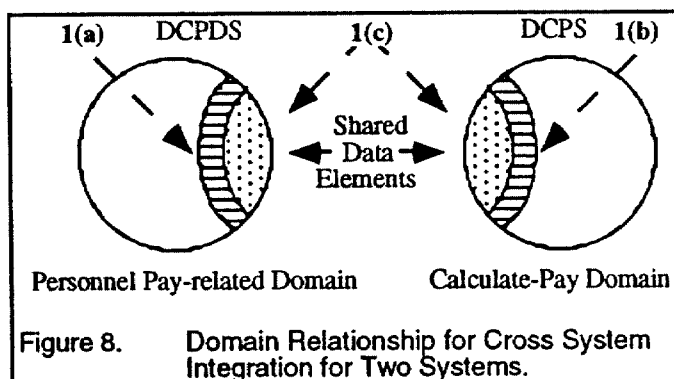 1(a) DCPDS 1(c) DCPS 1(b)
Shared
Data
Elements
Personnel Pay-related Domain Calculate-Pay Domain
Figure 8. Domain Relationship for Cross System
Integration for Two Systems.